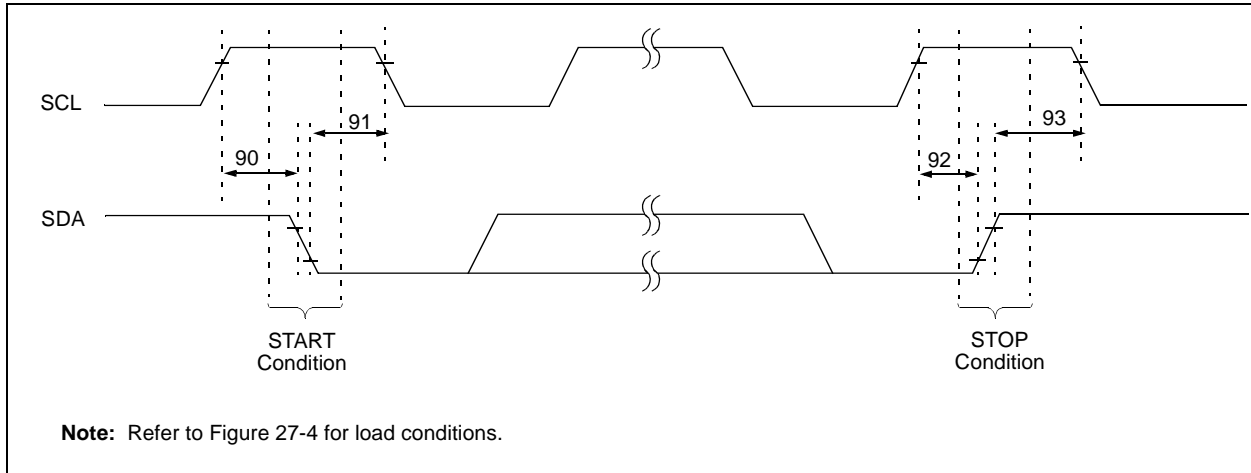 SCL
91
93
90
92
SDA
START
Condition
STOP
Condition
Note: Refer to Figure 27-4 for load conditions.